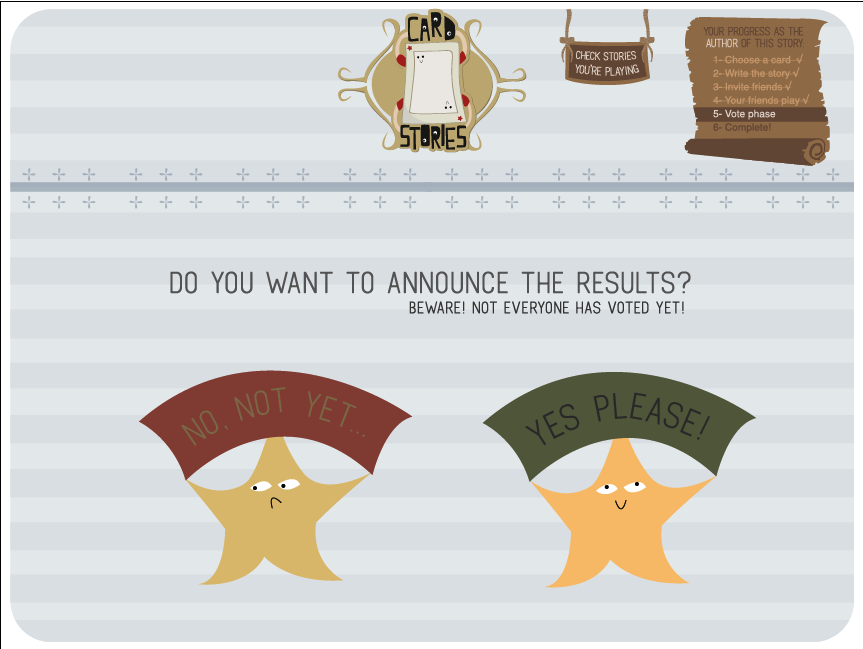 CARD
STORIES
CHECK STORIES
YOU'RE PLAYING
YOUR PROGRESS AS THE
AUTHOR OF THIS STORY:
1- Choose a card √
2- Write the story √
3- Invite friends √
4- Your friends play √
5- Vote phase
6- Complete!
DO YOU WANT TO ANNOUNCE THE RESULTS?
BEWARE! NOT EVERYONE HAS VOTED YET!
NO, NOT YET...
YES PLEASE!